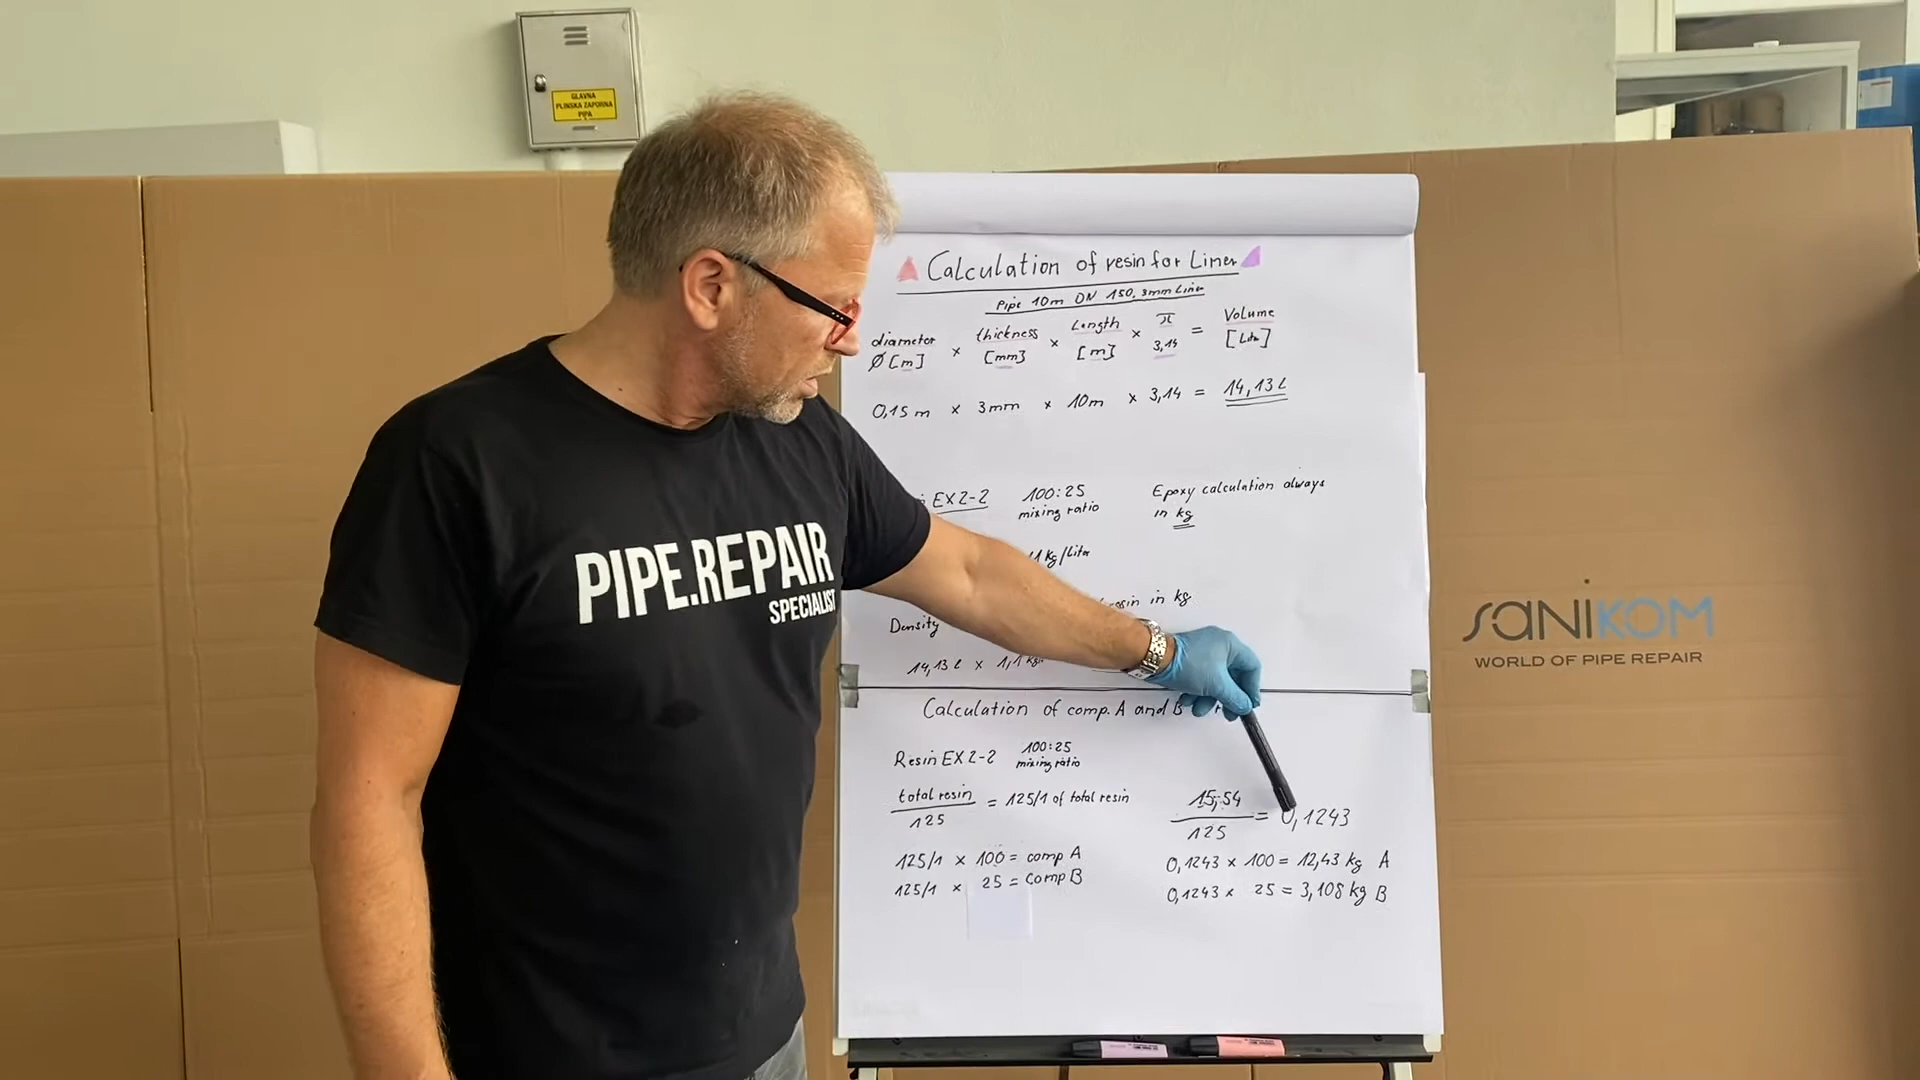 GLAVNA
PLINSKA ZAPORNA
PIPA
Calculation of resin for Liner
Pipe 10m DN 150, 3mm Liner
diameter × thickness × Length × π = Volume
Ø [m] [mm] [m] 3,14 [Liter]
0,15 m × 3mm × 10m × 3,14 = 14,13 L
EX 2-2 100:25 Epoxy calculation always
mixing ratio in kg
kg/Liter
resin in kg
Density
14,13 L × 1,1
Calculation of comp. A and B
Resin EX 2-2 100:25
mixing ratio
total resin
125
= 125/1 of total resin
125/1 × 100 = comp A
125/1 × 25 = comp B
15,54
125
= 0,1243
0,1243 × 100 = 12,43 kg A
0,1243 × 25 = 3,108 kg B
PIPE.REPAIR
SPECIALIST
SANIKOM
WORLD OF PIPE REPAIR